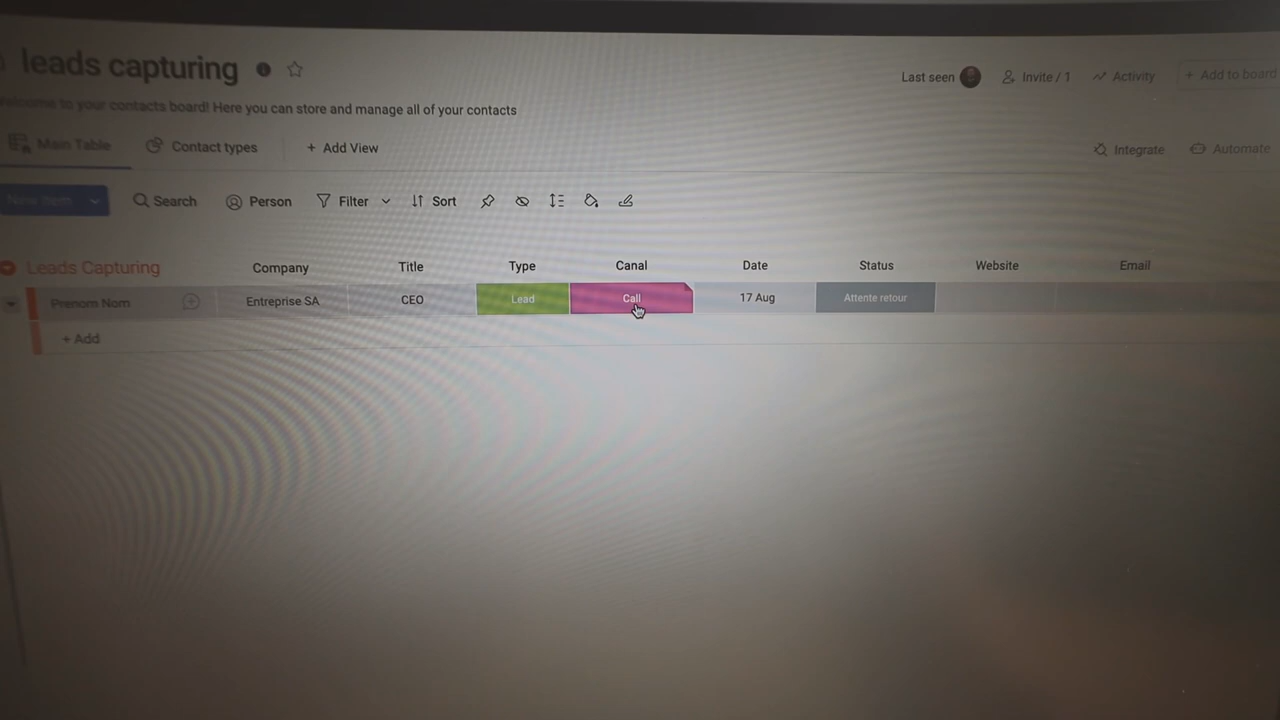 leads capturing
Last seen Invite / 1 Activity + Add to board
Welcome to your contacts board! Here you can store and manage all of your contacts
Main Table Contact types + Add View
Integrate Automate
New Item Search Person Filter Sort
Leads Capturing Company Title Type Canal Date Status Website Email
Prenom Nom Entreprise SA CEO Lead Call 17 Aug Attente retour
+ Add